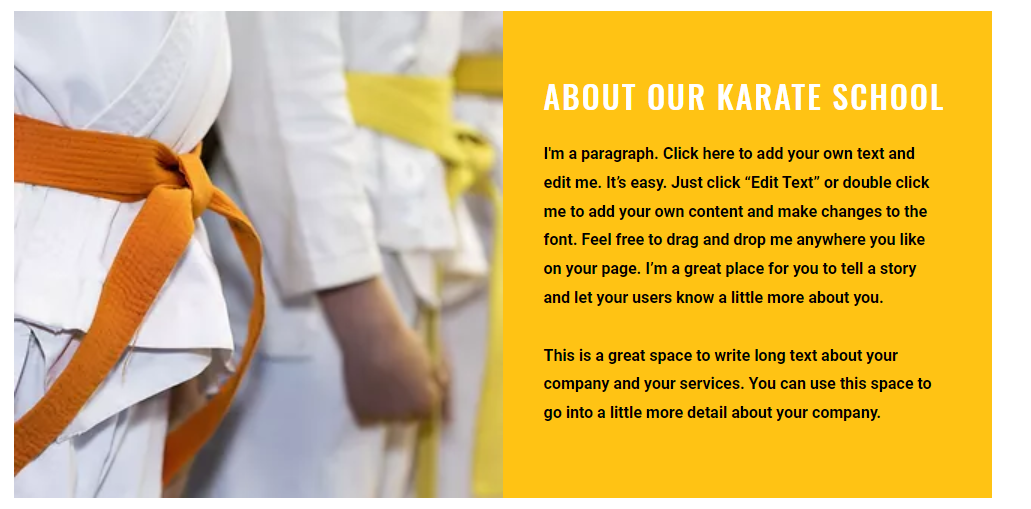 ABOUT OUR KARATE SCHOOL
I'm a paragraph. Click here to add your own text and
edit me. It’s easy. Just click “Edit Text” or double click
me to add your own content and make changes to the
font. Feel free to drag and drop me anywhere you like
on your page. I’m a great place for you to tell a story
and let your users know a little more about you.
This is a great space to write long text about your
company and your services. You can use this space to
go into a little more detail about your company.